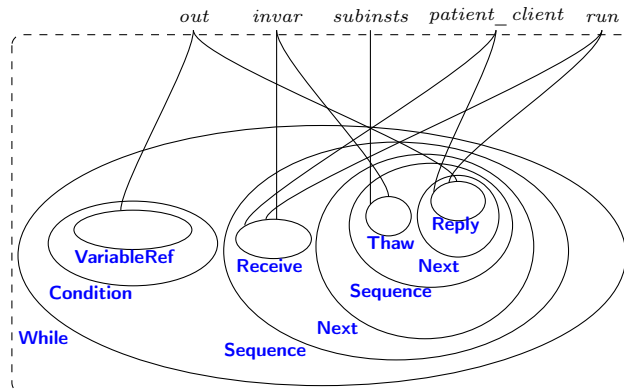 out invar subinsts patient_client run
Reply
Thaw
VariableRef
Receive
Next
Condition
Sequence
Next
While
Sequence